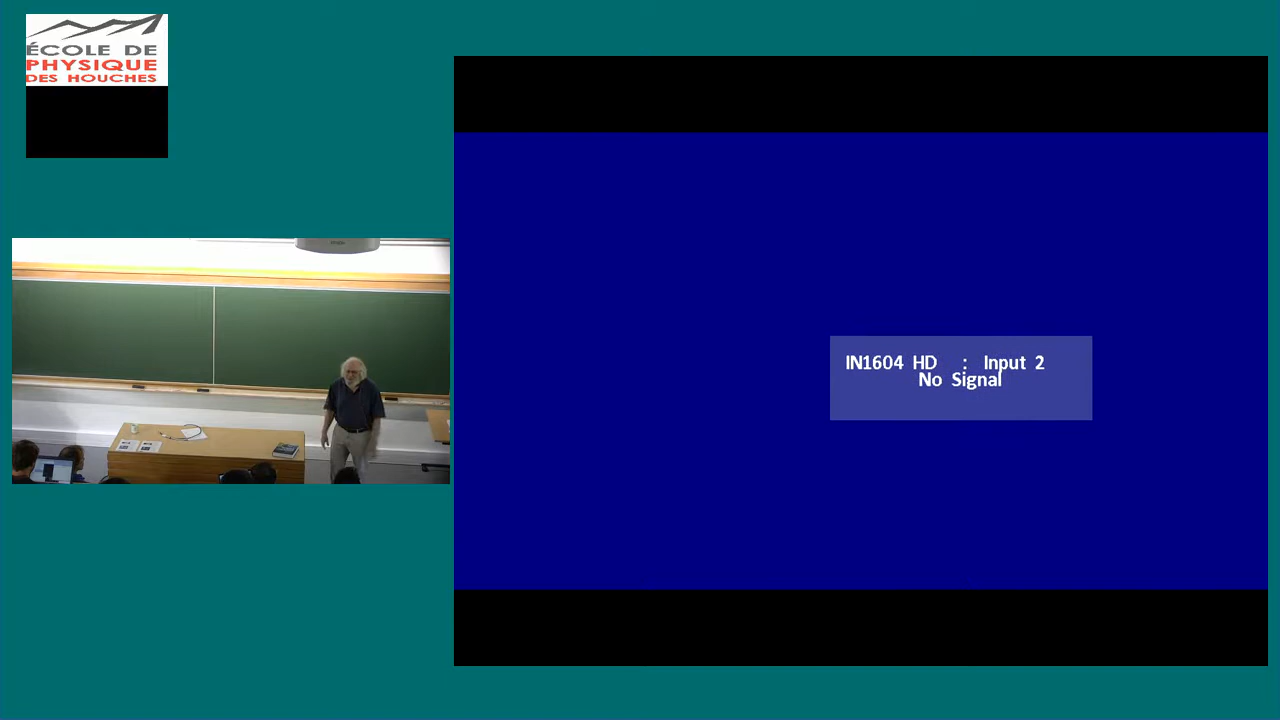 ÉCOLE DE
PHYSIQUE
DES HOUCHES
IN1604 HD : Input 2
No Signal